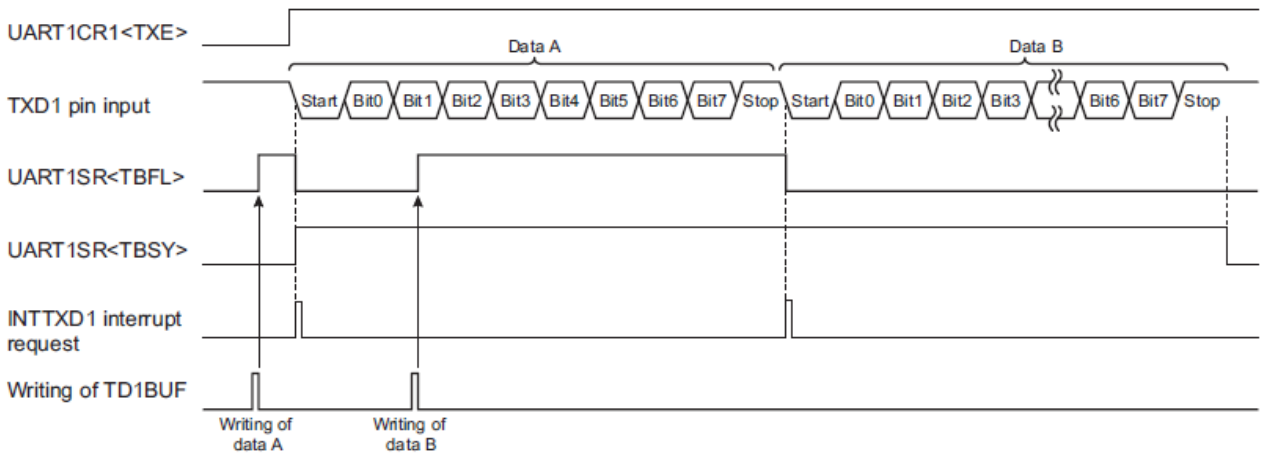 UART1CR1<TXE>
Data A
Data B
TXD1 pin input
Start Bit0 Bit1 Bit2 Bit3 Bit4 Bit5 Bit6 Bit7 Stop Start Bit0 Bit1 Bit2 Bit3 Bit6 Bit7 Stop
UART1SR<TBFL>
UART1SR<TBSY>
INTTXD1 interrupt
request
Writing of TD1BUF
Writing of
data A
Writing of
data B